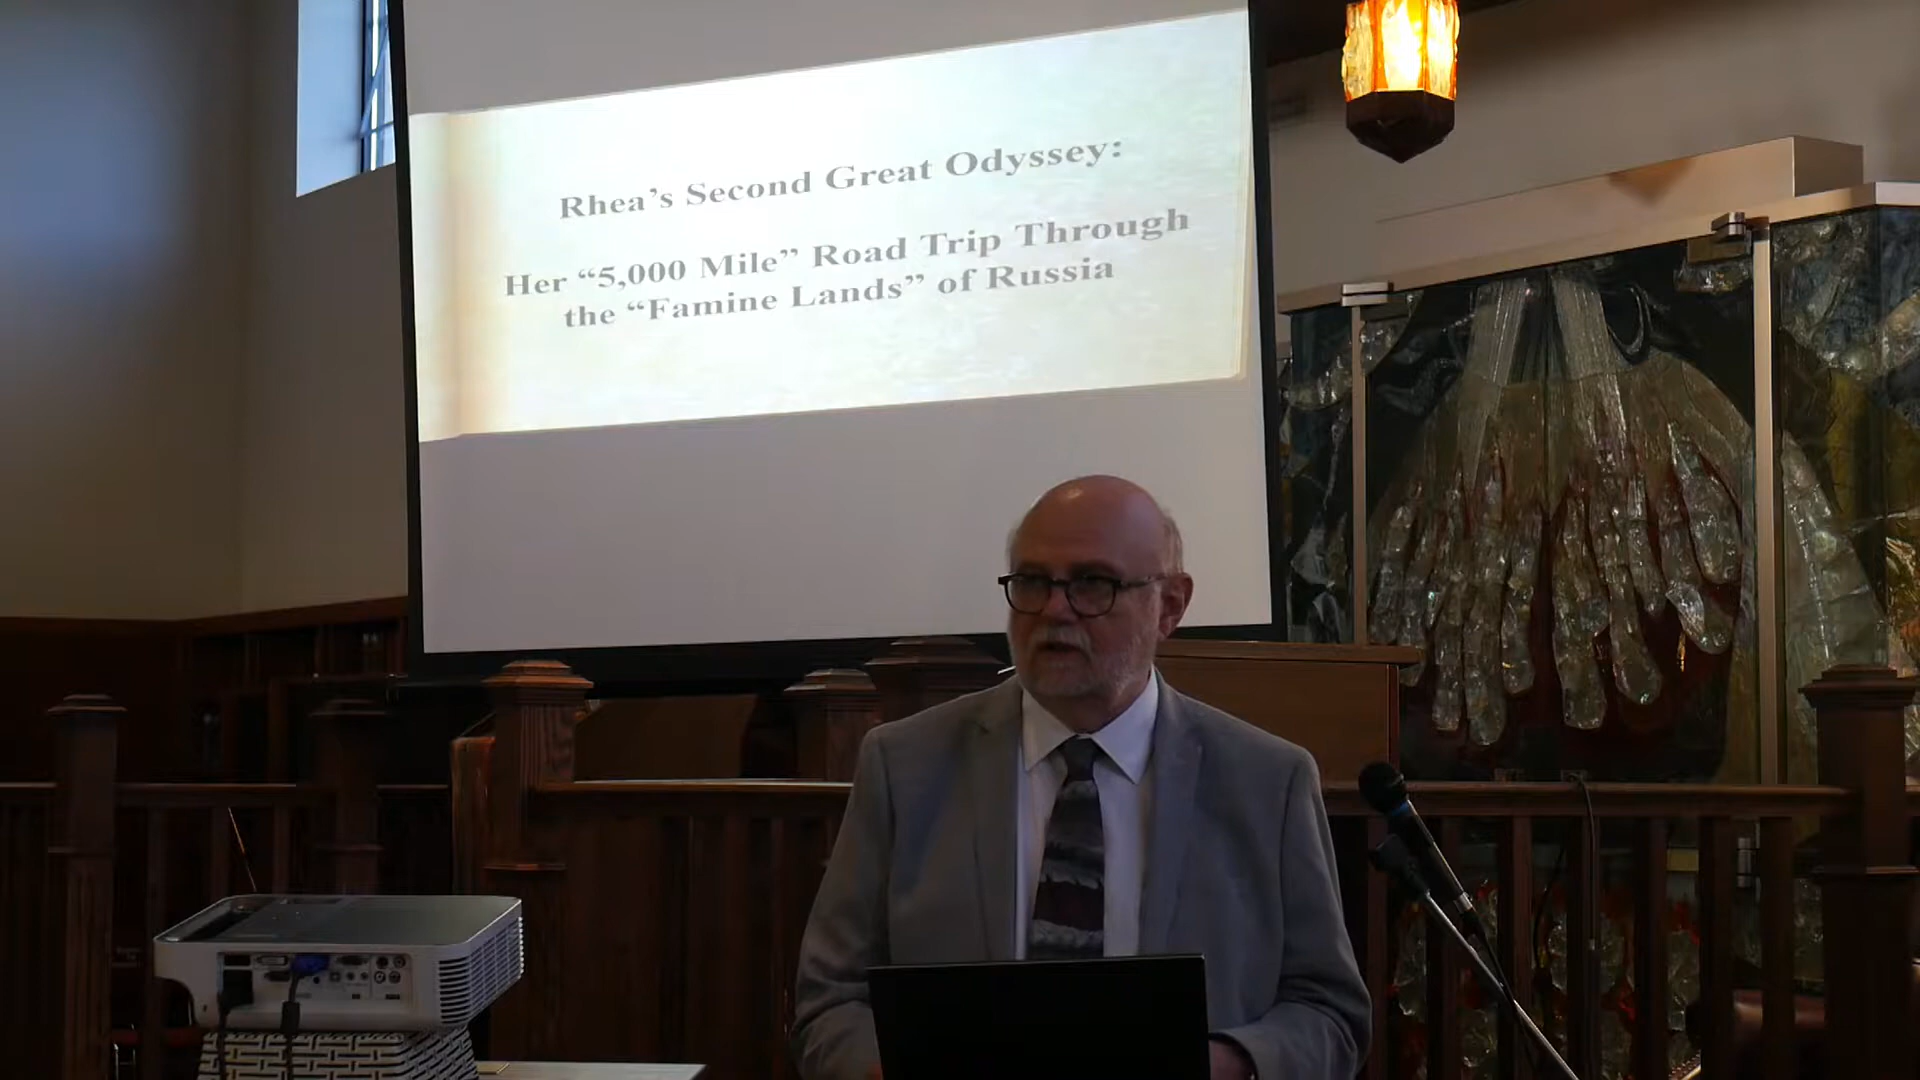 Rhea's Second Great Odyssey:
Her “5,000 Mile” Road Trip Through
the “Famine Lands” of Russia